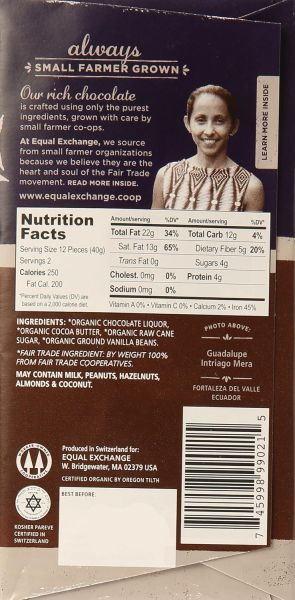 always
SMALL FARMER GROWN
Our rich chocolate
is crafted using only the purest
ingredients, grown with care by
small farmer co-ops.
At Equal Exchange, we source
from small farmer organizations
because we believe they are the
heart and soul of the Fair Trade
movement. READ MORE INSIDE.
www.equalexchange.coop
LEARN MORE INSIDE
Nutrition
Facts
Serving Size 12 Pieces (40g)
Servings 2
Calories 250
Fat Cal. 200
*Percent Daily Values (DV) are
based on a 2,000 calorie diet.
Amount/serving %DV* Amount/serving %DV*
Total Fat 22g 34% Total Carb 12g 4%
Sat. Fat 13g 65% Dietary Fiber 5g 20%
Trans Fat 0g Sugars 4g
Cholest. 0mg 0% Protein 4g
Sodium 0mg 0%
Vitamin A 0% • Vitamin C 0% • Calcium 2% • Iron 45%
INGREDIENTS: *ORGANIC CHOCOLATE LIQUOR,
*ORGANIC COCOA BUTTER, *ORGANIC RAW CANE
SUGAR, *ORGANIC GROUND VANILLA BEANS.
*FAIR TRADE INGREDIENT: BY WEIGHT 100%
FROM FAIR TRADE COOPERATIVES.
MAY CONTAIN MILK, PEANUTS, HAZELNUTS,
ALMONDS & COCONUT.
PHOTO ABOVE:
Guadalupe
Intriago Mera
FORTALEZA DEL VALLE
ECUADOR
Produced in Switzerland for:
EQUAL EXCHANGE
W. Bridgewater, MA 02379 USA
CERTIFIED ORGANIC BY OREGON TILTH
BEST BEFORE:
KOSHER PAREVE
CERTIFIED IN
SWITZERLAND
7 45998 99021 5